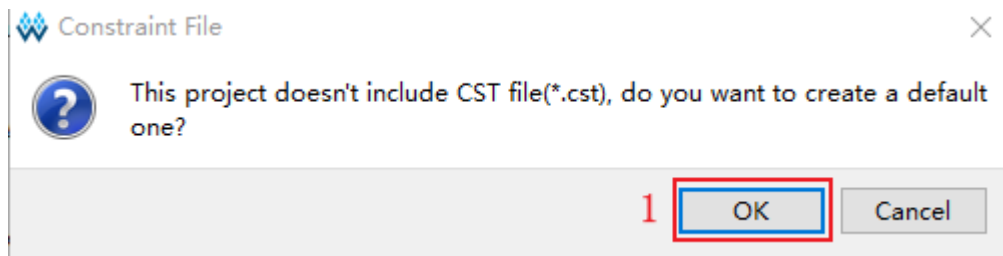 Constraint File
This project doesn't include CST file(*.cst), do you want to create a default
one?
1 OK Cancel